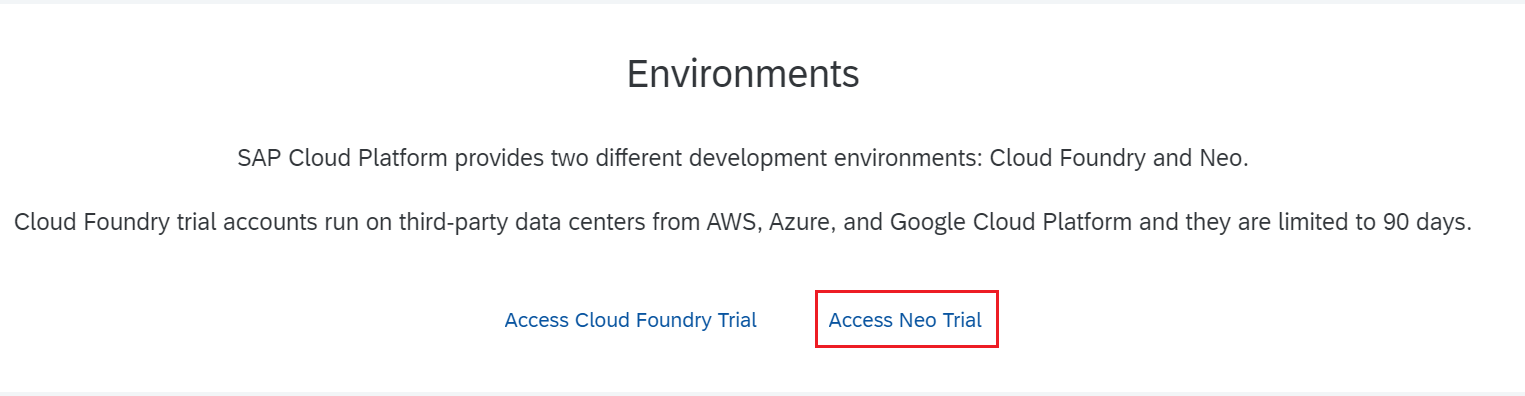 Environments
SAP Cloud Platform provides two different development environments: Cloud Foundry and Neo.
Cloud Foundry trial accounts run on third-party data centers from AWS, Azure, and Google Cloud Platform and they are limited to 90 days.
Access Cloud Foundry Trial Access Neo Trial